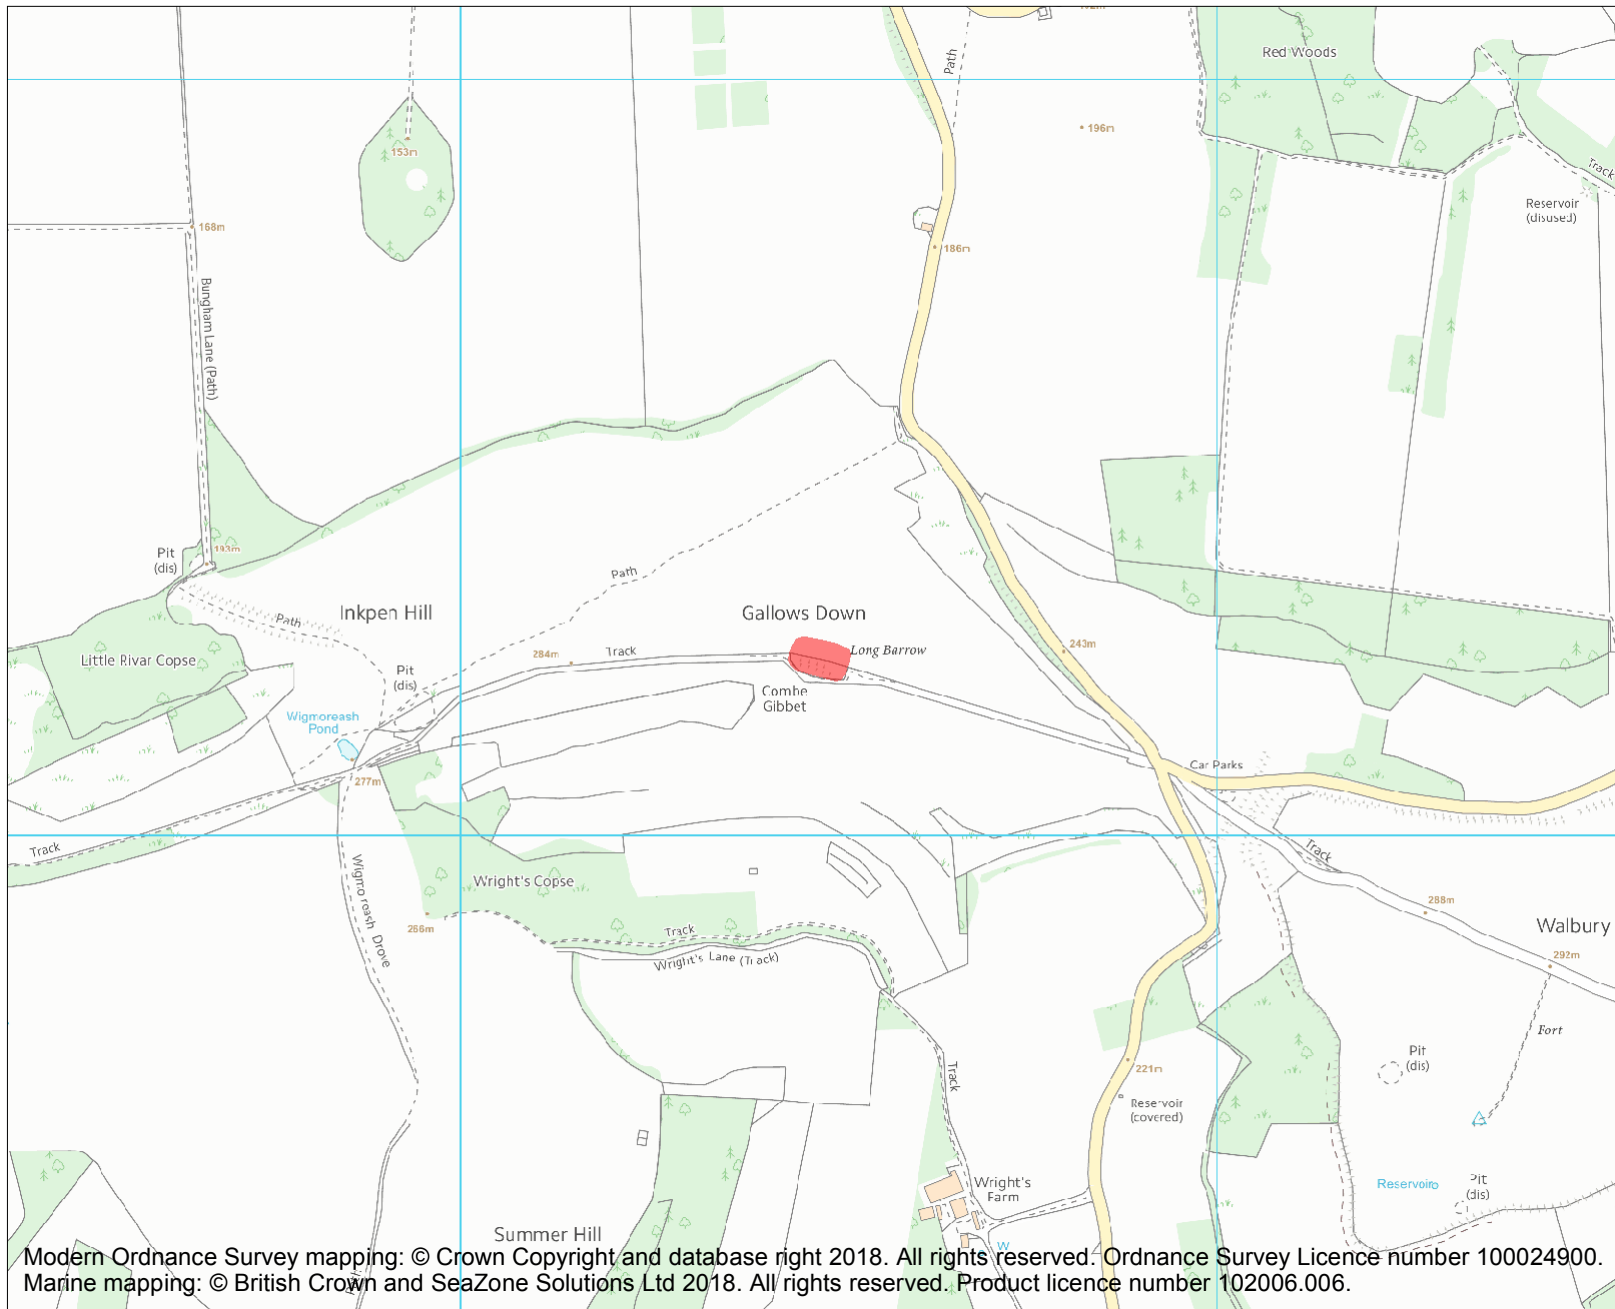 Red Woods
Path
196m
153m
Track
Reservoir
(disused)
168m
186m
Bungham Lane (Path)
Pit
(dis)
193m
Path
Inkpen Hill
Path
Gallows Down
Little Rivar Copse
Pit
(dis)
284m
Track
Long Barrow
243m
Combe
Gibbet
Wigmoreash
Pond
277m
Car Parks
Track
Track
Wright's Copse
Wigmoreash Drove
266m
Track
Wright's Lane (Track)
288m
Walbury
292m
Fort
Pit
(dis)
Track
221m
Reservoir
(covered)
Wright's
Farm
Reservoir
Pit
(dis)
Summer Hill
W
Modern Ordnance Survey mapping: © Crown Copyright and database right 2018. All rights reserved. Ordnance Survey Licence number 100024900.
Marine mapping: © British Crown and SeaZone Solutions Ltd 2018. All rights reserved. Product licence number 102006.006.